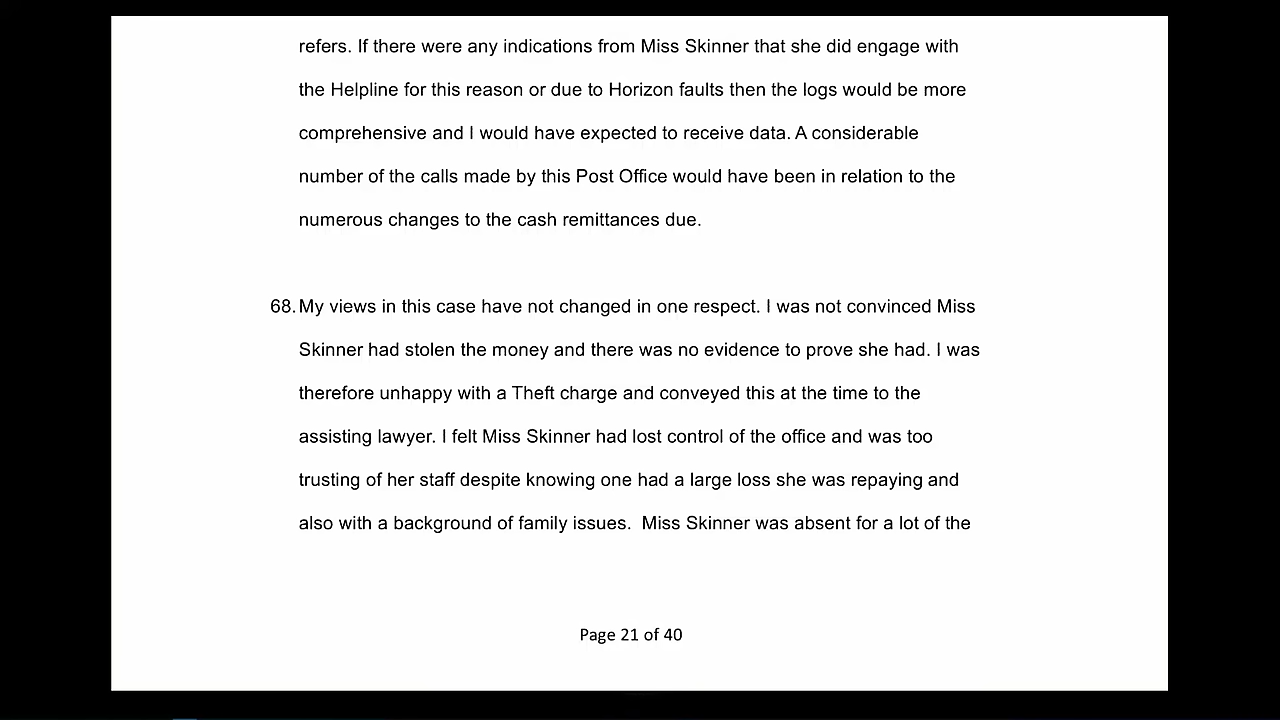 refers. If there were any indications from Miss Skinner that she did engage with
the Helpline for this reason or due to Horizon faults then the logs would be more
comprehensive and I would have expected to receive data. A considerable
number of the calls made by this Post Office would have been in relation to the
numerous changes to the cash remittances due.
68. My views in this case have not changed in one respect. I was not convinced Miss
Skinner had stolen the money and there was no evidence to prove she had. I was
therefore unhappy with a Theft charge and conveyed this at the time to the
assisting lawyer. I felt Miss Skinner had lost control of the office and was too
trusting of her staff despite knowing one had a large loss she was repaying and
also with a background of family issues.  Miss Skinner was absent for a lot of the
Page 21 of 40